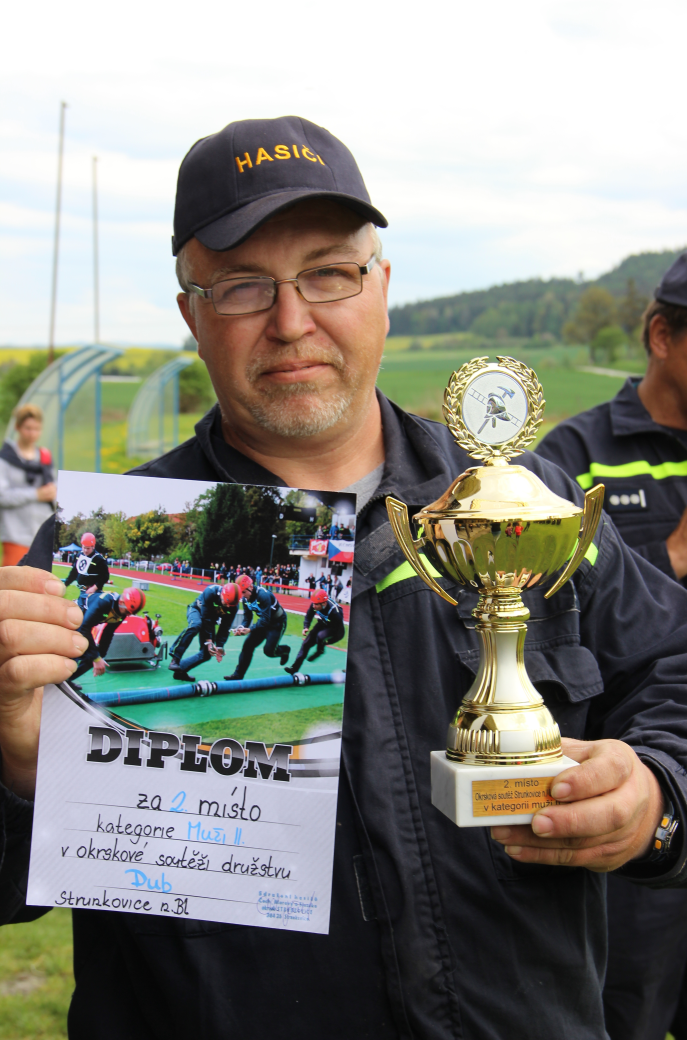 HASIČI
DIPLOM
za 2. místo
kategorie Muži II.
v okrskové soutěži družstvu
Dub
Strunkovice n.Bl
2. místo
Okrsková soutěž Strunkovice n.
v kategorii muži